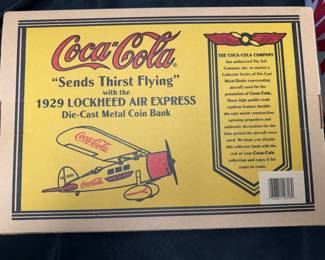 Coca-Cola
"Sends Thirst Flying"
with the
1929 LOCKHEED AIR EXPRESS
Die-Cast Metal Coin Bank
Coca-Cola
Coca-Cola
THE COCA-COLA COMPANY
has authorized The Ertl
Company, Inc. to market a
Collector Series of Die-Cast
Metal Banks representing
aircraft used for the
promotion of Coca-Cola.
These high quality scale
replicas feature durable
die-cast metal construction,
spinning propellers and
authentic decoration for the
time period the aircraft were
used. We hope you display
this collector bank with the
rest of your Coca-Cola
collection and enjoy it for
years to come.